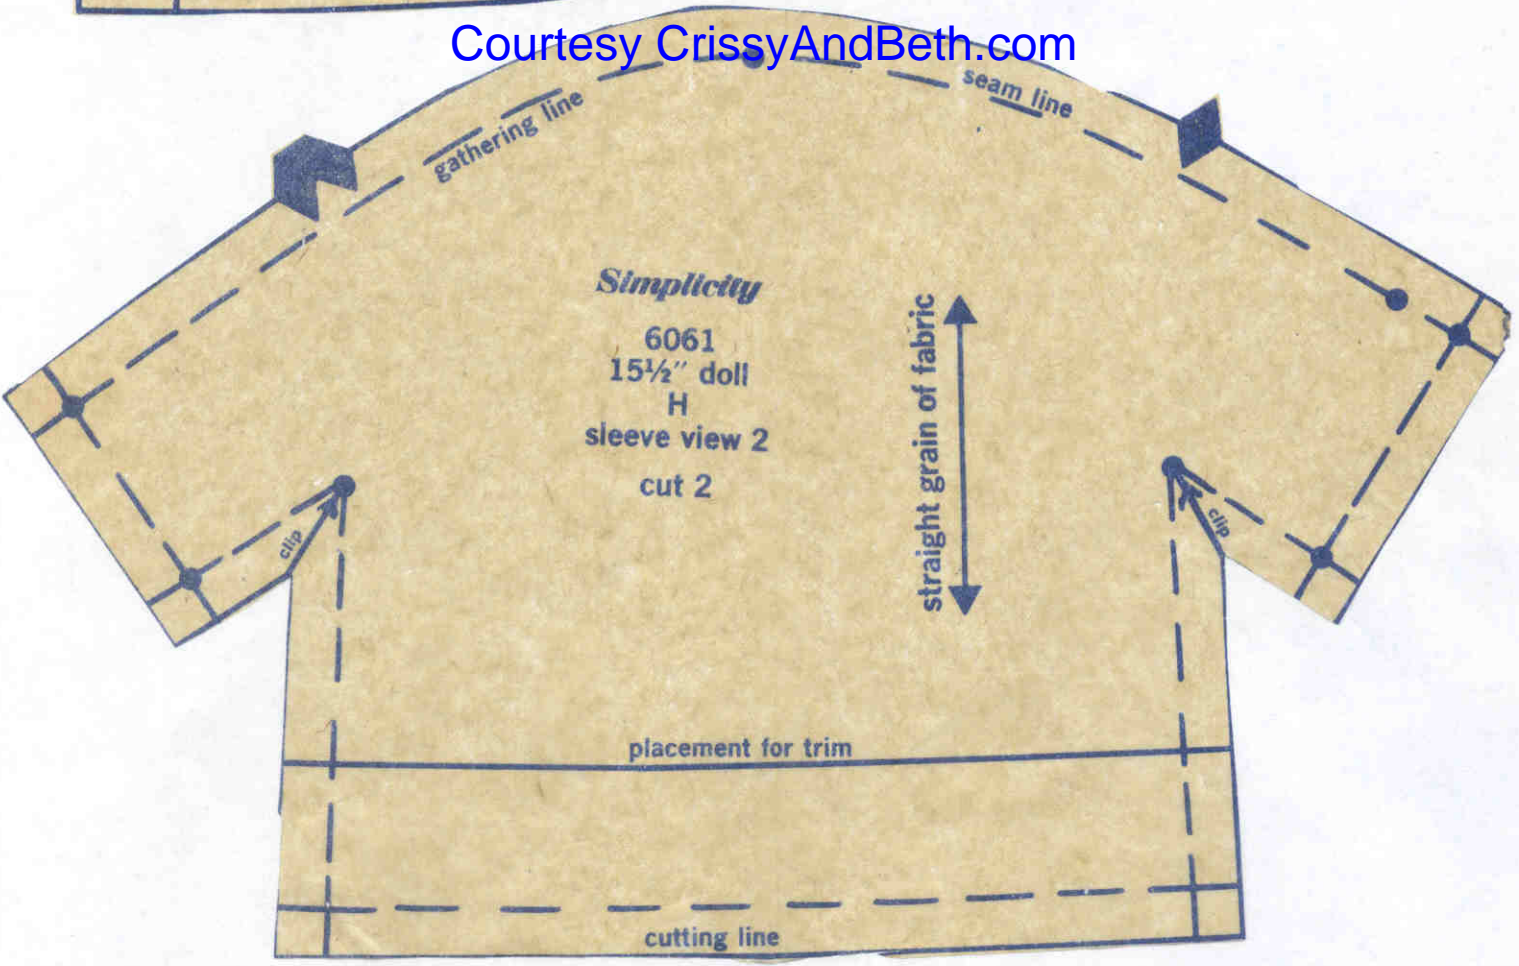 Courtesy CrissyAndBeth.com
seam line
gathering line
Simplicity
6061
15½″ doll
H
sleeve view 2
cut 2
straight grain of fabric
clip
clip
placement for trim
cutting line